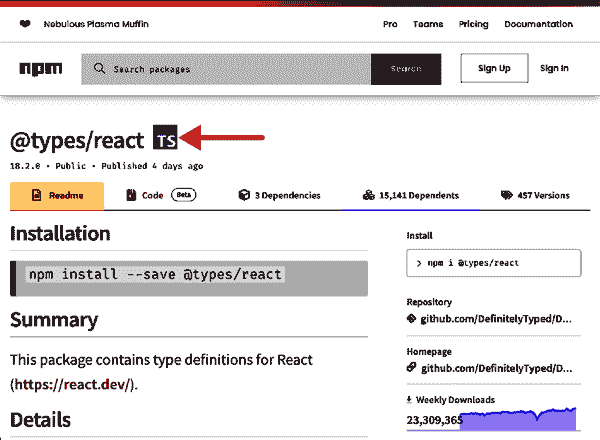 Nebulous Plasma Muffin
Pro Teams Pricing Documentation
npm Search packages Search Sign Up Sign In
@types/react TS
18.2.0 • Public • Published 4 days ago
Readme Code Beta 3 Dependencies 15,141 Dependents 457 Versions
Installation
npm install --save @types/react
Summary
This package contains type definitions for React
(https://react.dev/).
Details
Install
> npm i @types/react
Repository
github.com/DefinitelyTyped/D...
Homepage
github.com/DefinitelyTyped/D...
Weekly Downloads
23,309,365